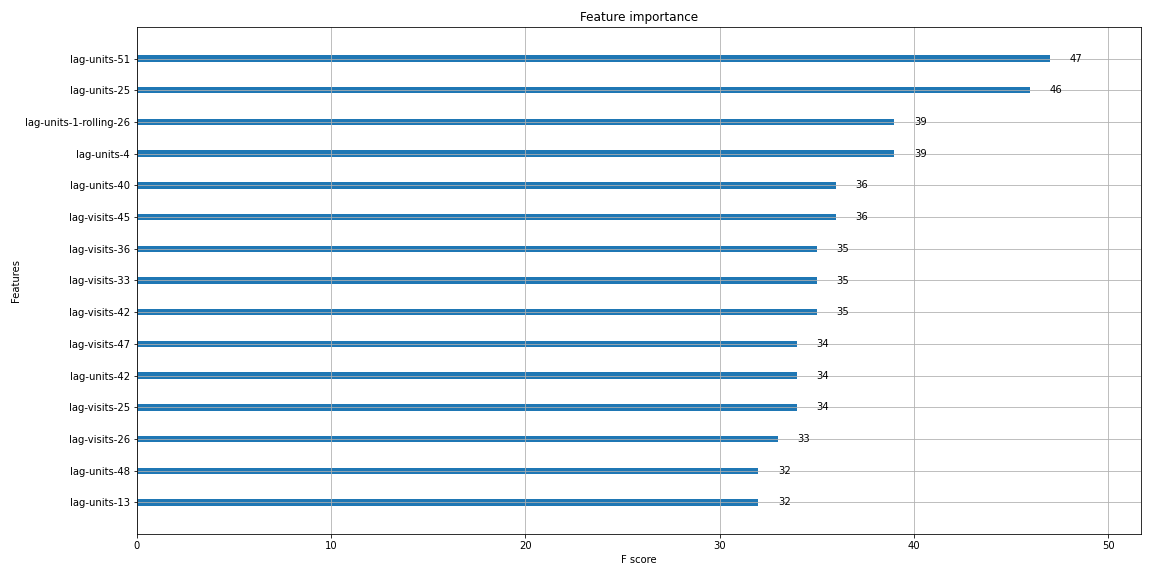 Feature importance
lag-units-51 47
lag-units-25 46
lag-units-1-rolling-26 39
lag-units-4 39
lag-units-40 36
lag-visits-45 36
lag-visits-36 35
lag-visits-33 35
lag-visits-42 35
lag-visits-47 34
lag-units-42 34
lag-visits-25 34
lag-visits-26 33
lag-units-48 32
lag-units-13 32
Features
0 10 20 30 40 50
F score